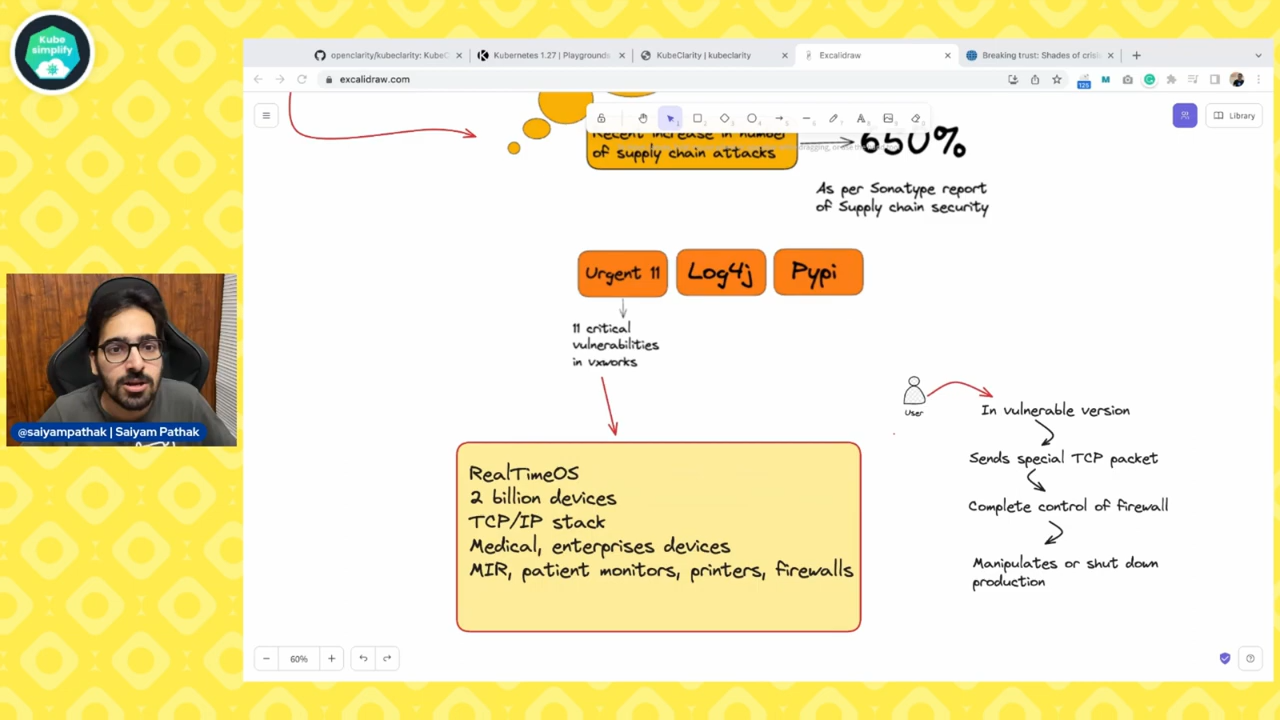 Kube
simplify
openclarity/kubeclarity: KubeC
Kubernetes 1.27 | Playgrounds
KubeClarity | kubeclarity
Excalidraw
Breaking trust: Shades of crisi
excalidraw.com
125
M
Library
Recent increase in number
of supply chain attacks
650%
As per Sonatype report
of Supply chain security
Urgent 11
Log4j
Pypi
11 critical
vulnerabilities
in vxworks
User
In vulnerable version
Sends special TCP packet
Complete control of firewall
Manipulates or shut down
production
@saiyampathak | Saiyam Pathak
RealTimeOS
2 billion devices
TCP/IP stack
Medical, enterprises devices
MIR, patient monitors, printers, firewalls
60%